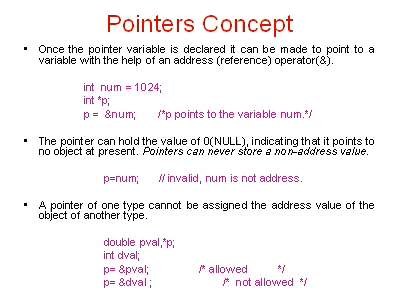 Pointers Concept
• Once the pointer variable is declared it can be made to point to a
variable with the help of an address (reference) operator(&).
int num = 1024;
int *p;
p = &num; /*p points to the variable num.*/
• The pointer can hold the value of 0(NULL), indicating that it points to
no object at present. Pointers can never store a non-address value.
p=num; // invalid, num is not address.
• A pointer of one type cannot be assigned the address value of the
object of another type.
double pval,*p;
int dval;
p= &pval; /* allowed */
p= &dval ; /* not allowed */